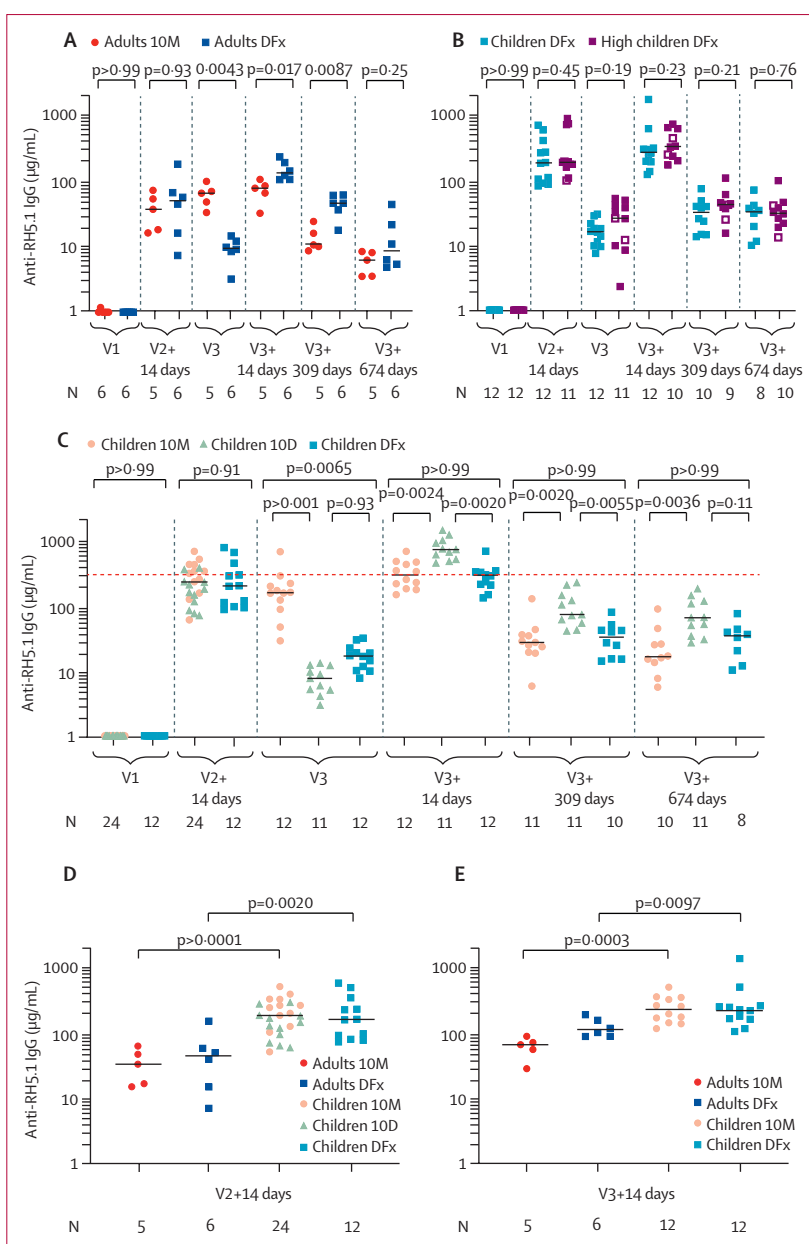 A
Adults 10M Adults DFx
p>0·99 p=0·93 0·0043 p=0·017 0·0087 p=0·25
Anti-RH5.1 IgG (µg/mL)
1000
100
10
1
V1 V2+ 14 days V3 V3+ 14 days V3+ 309 days V3+ 674 days
N 6 6 5 6 5 6 5 6 5 6 5 6
B
Children DFx High children DFx
p>0·99 p=0·45 p=0·19 p=0·23 p=0·21 p=0·76
1000
100
10
1
V1 V2+ 14 days V3 V3+ 14 days V3+ 309 days V3+ 674 days
N 12 12 12 11 12 11 12 10 10 9 8 10
C
Children 10M Children 10D Children DFx
p>0·99 p=0·91 p=0·0065 p>0·99 p>0·99 p>0·99
p>0·001 p=0·93 p=0·0024 p=0·0020 p=0·0020 p=0·0055 p=0·0036 p=0·11
Anti-RH5.1 IgG (µg/mL)
1000
100
10
1
V1 V2+ 14 days V3 V3+ 14 days V3+ 309 days V3+ 674 days
N 24 12 24 12 12 11 12 12 11 12 11 11 10 10 11 8
D
p=0·0020
p>0·0001
Anti-RH5.1 IgG (µg/mL)
1000
100
10
1
Adults 10M
Adults DFx
Children 10M
Children 10D
Children DFx
V2+14 days
N 5 6 24 12
E
p=0·0097
p=0·0003
1000
100
10
1
Adults 10M
Adults DFx
Children 10M
Children DFx
V3+14 days
N 5 6 12 12